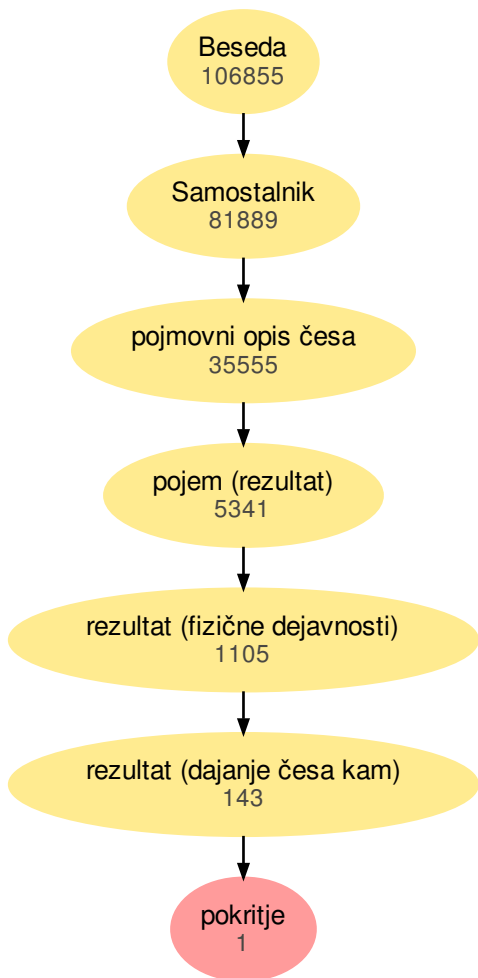 Beseda
106855
Samostalnik
81889
pojmovni opis česa
35555
pojem (rezultat)
5341
rezultat (fizične dejavnosti)
1105
rezultat (dajanje česa kam)
143
pokritje
1